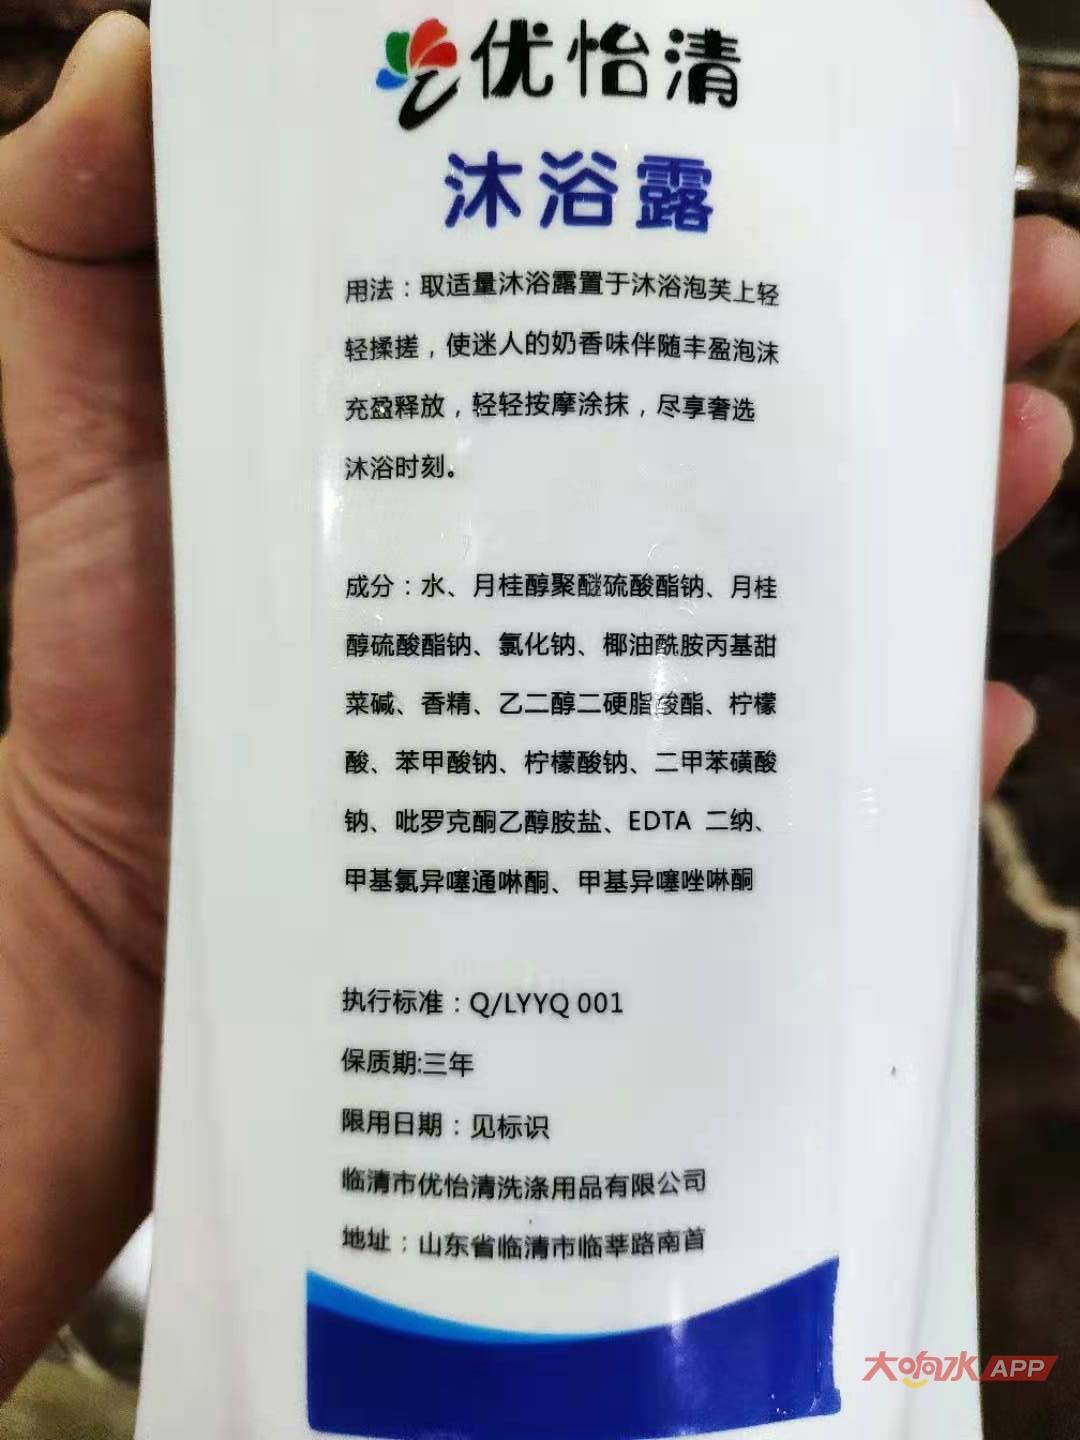 优怡清
沐浴露
用法：取适量沐浴露置于沐浴泡芙上轻
轻揉搓，使迷人的奶香味伴随丰盈泡沫
充盈释放，轻轻按摩涂抹，尽享奢选
沐浴时刻。
成分：水、月桂醇聚醚硫酸酯钠、月桂
醇硫酸酯钠、氯化钠、椰油酰胺丙基甜
菜碱、香精、乙二醇二硬脂酸酯、柠檬
酸、苯甲酸钠、柠檬酸钠、二甲苯磺酸
钠、吡罗克酮乙醇胺盐、EDTA 二纳、
甲基氯异噻通啉酮、甲基异噻唑啉酮
执行标准：Q/LYYQ 001
保质期:三年
限用日期：见标识
临清市优怡清洗涤用品有限公司
地址：山东省临清市临莘路南首
大响水APP